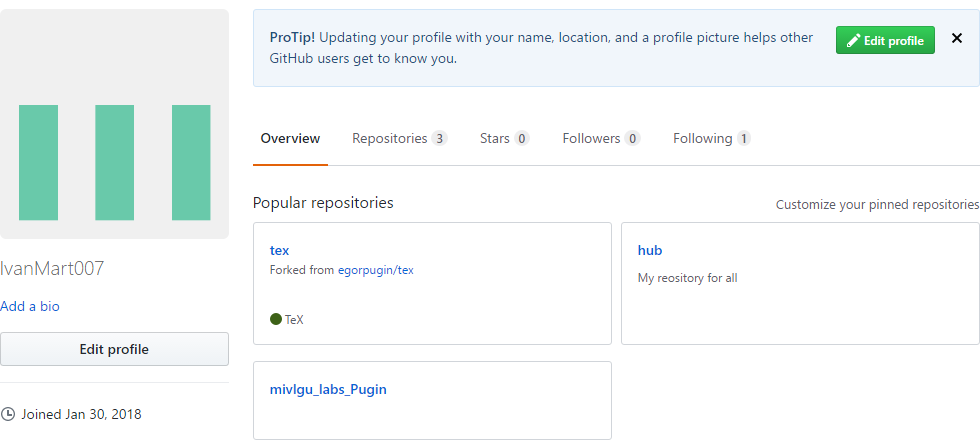 ProTip! Updating your profile with your name, location, and a profile picture helps other
GitHub users get to know you.
Edit profile
Overview Repositories 3 Stars 0 Followers 0 Following 1
Popular repositories
Customize your pinned repositories
tex
Forked from egorpugin/tex
TeX
hub
My reository for all
mivlgu_labs_Pugin
IvanMart007
Add a bio
Edit profile
Joined Jan 30, 2018